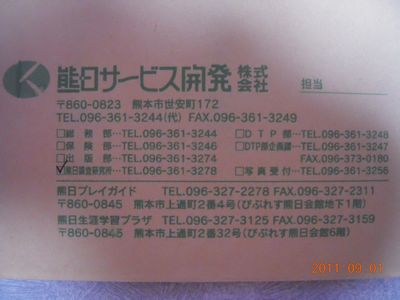 熊日サービス開発 株式会社 担当
〒860-0823 熊本市世安町172
TEL.096-361-3244(代) FAX.096-361-3249
□総務部…TEL.096-361-3244 □DTP部…TEL.096-361-3248
□保険部…TEL.096-361-3246 □DTP部企画課…TEL.096-361-3247
□出版部…TEL.096-361-3274 FAX.096-373-0180
□熊日調査研究所…TEL.096-361-3278 □写真受付…TEL.096-361-3256
熊日プレイガイド TEL.096-327-2278 FAX.096-327-2311
〒860-0845 熊本市上通町2番4号(びぷれす熊日会館地下1階)
熊日生涯学習プラザ TEL.096-327-3125 FAX.096-327-3159
〒860-0845 熊本市上通町2番32号(びぷれす熊日会館6階)
2011-09-01